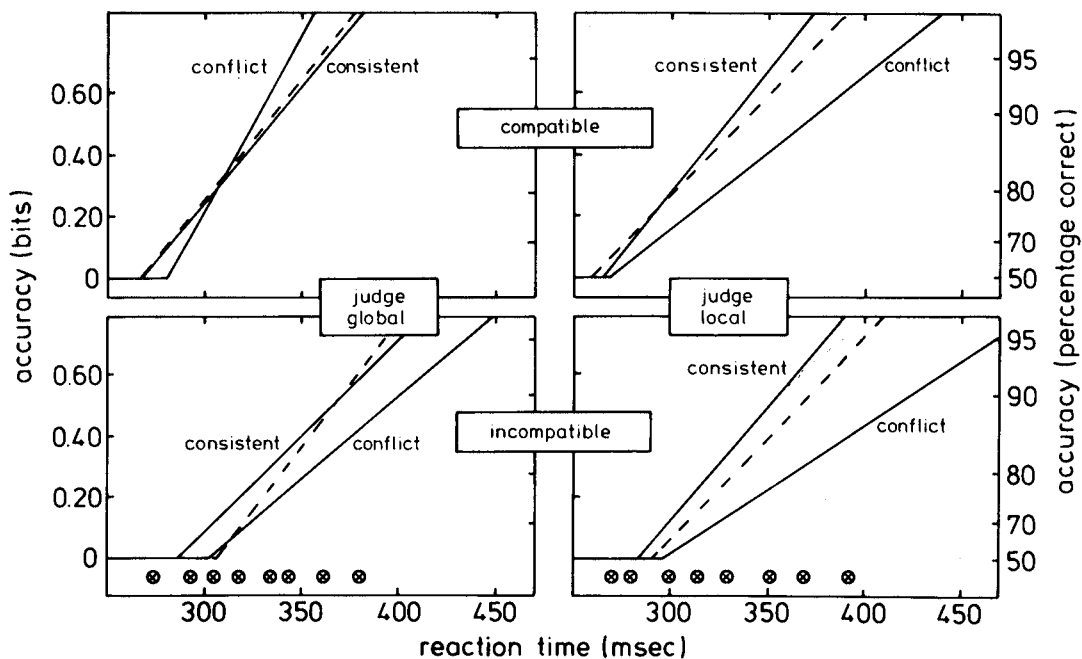 conflict
consistent
consistent
conflict
0.60
0.40
0.20
0
95
90
80
70
50
compatible
accuracy (bits)
accuracy (percentage correct)
judge
global
judge
local
consistent
conflict
consistent
conflict
0.60
0.40
0.20
0
95
90
80
70
50
incompatible
300
350
400
450
300
350
400
450
reaction time (msec)